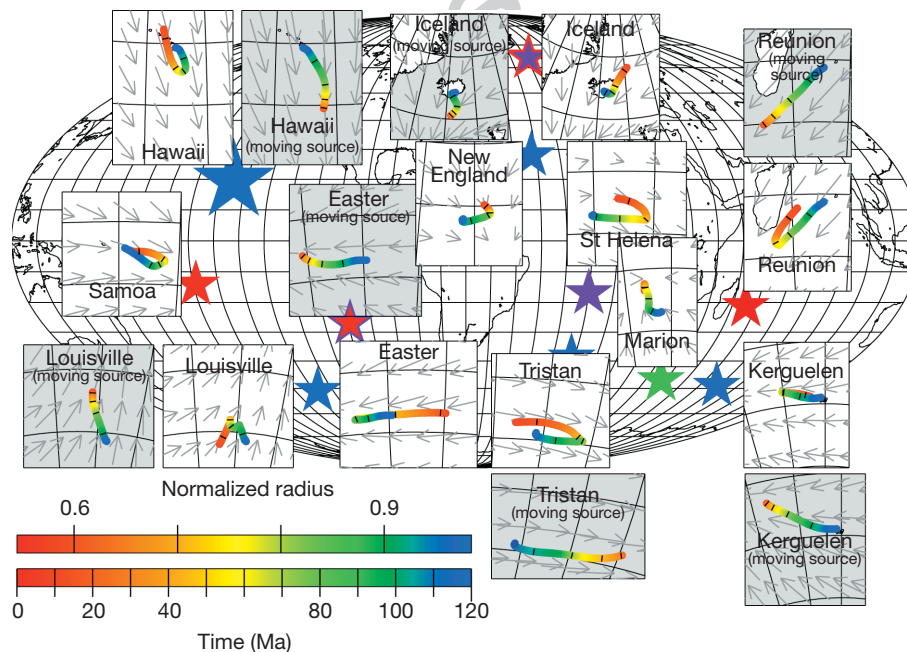 Iceland
(moving source)
Iceland
Reunion
(moving
source)
Hawaii
Hawaii
(moving source)
New
England
Easter
(moving souce)
St Helena
Samoa
Reunion
Marion
Louisville
(moving source)
Louisville
Easter
Tristan
Kerguelen
Normalized radius
0.6
0.9
Tristan
(moving source)
Kerguelen
(moving source)
0
20
40
60
80
100
120
Time (Ma)